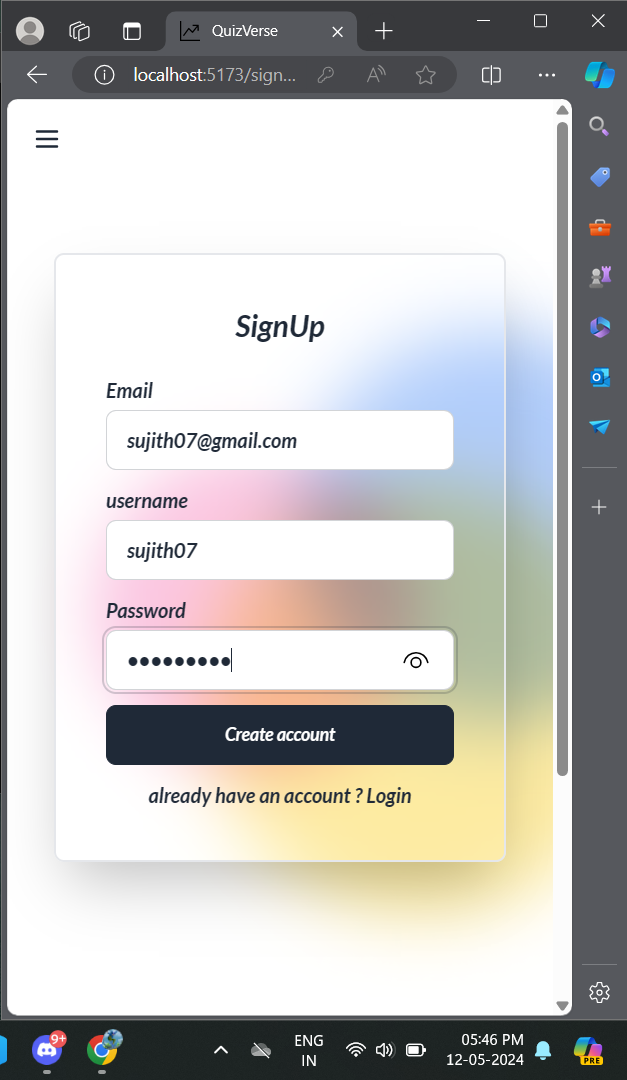 QuizVerse
localhost:5173/sign...
SignUp
Email
sujith07@gmail.com
username
sujith07
Password
•••••••••
Create account
already have an account ? Login
9+
ENG
IN
05:46 PM
12-05-2024
PRE